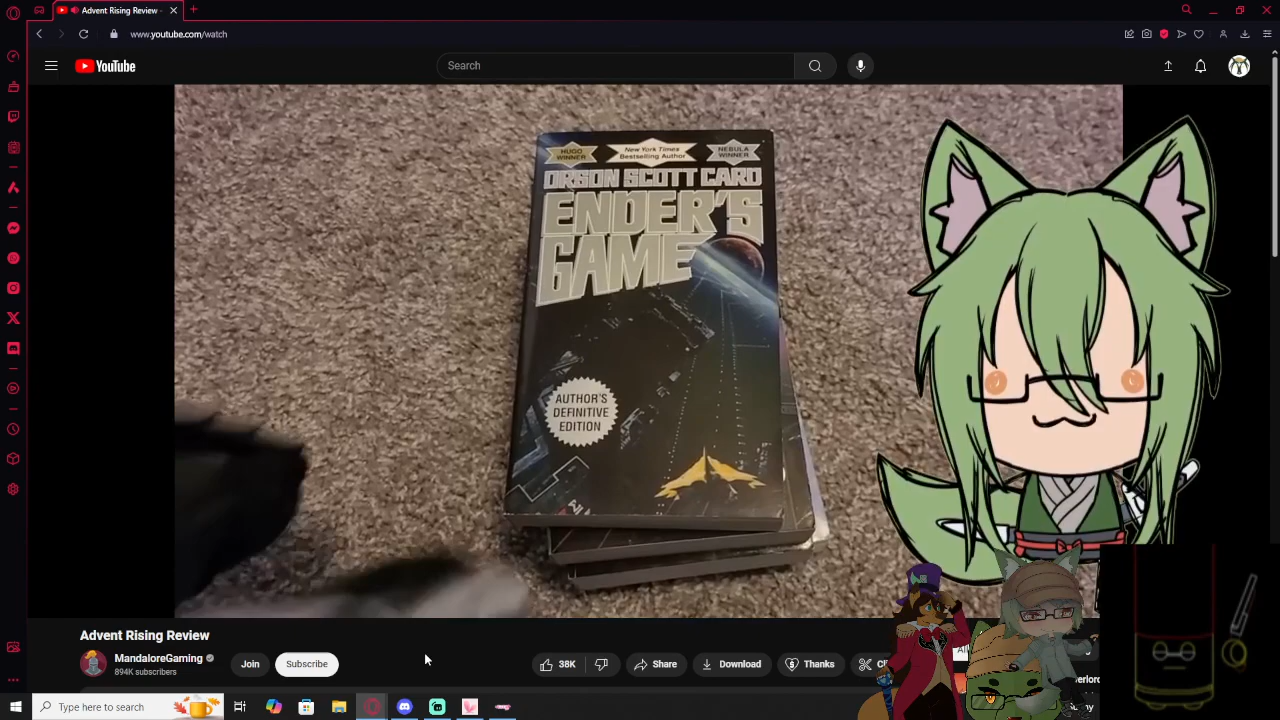 Advent Rising Review -
www.youtube.com/watch
YouTube
Search
HUGO WINNER
New York Times Bestselling Author
NEBULA WINNER
ORSON SCOTT CARD
ENDER'S
GAME
AUTHOR'S
DEFINITIVE
EDITION
Advent Rising Review
MandaloreGaming
894K subscribers
Join
Subscribe
38K
Share
Download
Thanks
Type here to search